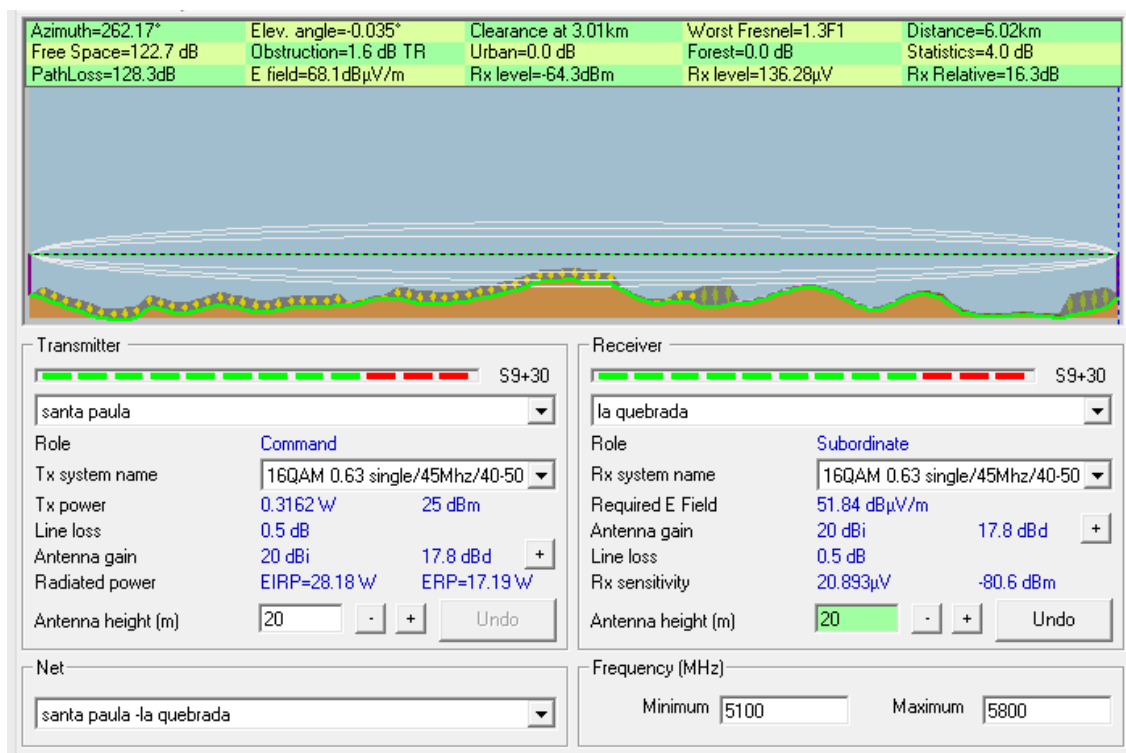 Azimuth=262.17° Elev. angle=-0.035° Clearance at 3.01km Worst Fresnel=1.3F1 Distance=6.02km
Free Space=122.7 dB Obstruction=1.6 dB TR Urban=0.0 dB Forest=0.0 dB Statistics=4.0 dB
PathLoss=128.3dB E field=68.1dBµV/m Rx level=-64.3dBm Rx level=136.28µV Rx Relative=16.3dB
Transmitter
S9+30
santa paula
Role Command
Tx system name 16QAM 0.63 single/45Mhz/40-50
Tx power 0.3162 W 25 dBm
Line loss 0.5 dB
Antenna gain 20 dBi 17.8 dBd +
Radiated power EIRP=28.18 W ERP=17.19 W
Antenna height (m) 20 - + Undo
Receiver
S9+30
la quebrada
Role Subordinate
Rx system name 16QAM 0.63 single/45Mhz/40-50
Required E Field 51.84 dBµV/m
Antenna gain 20 dBi 17.8 dBd +
Line loss 0.5 dB
Rx sensitivity 20.893µV -80.6 dBm
Antenna height (m) 20 - + Undo
Net
santa paula -la quebrada
Frequency (MHz)
Minimum 5100 Maximum 5800